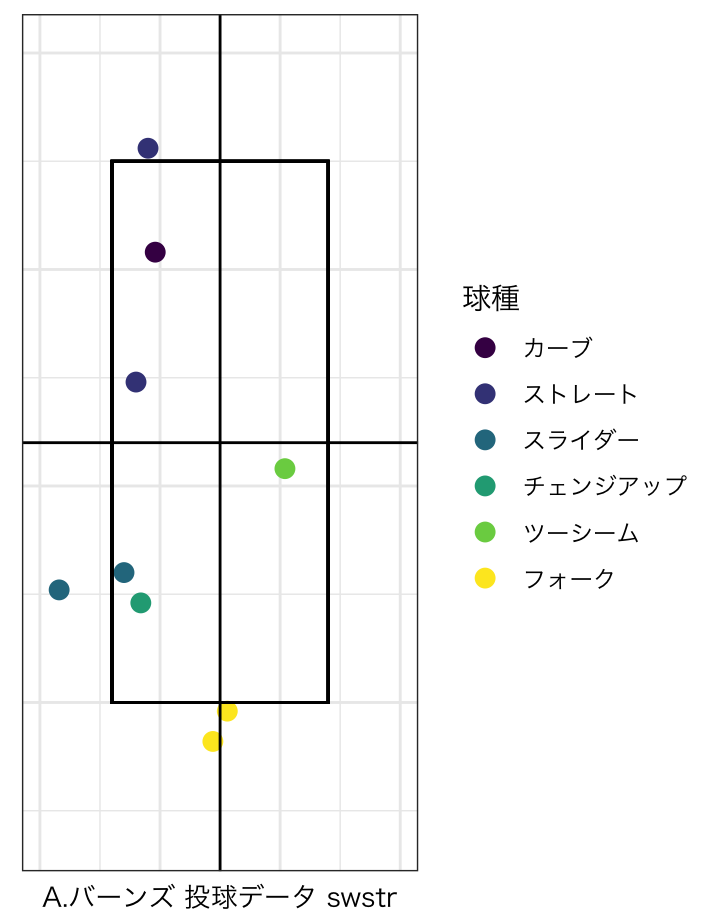 球種
カーブ
ストレート
スライダー
チェンジアップ
ツーシーム
フォーク
A.バーンズ 投球データ swstr